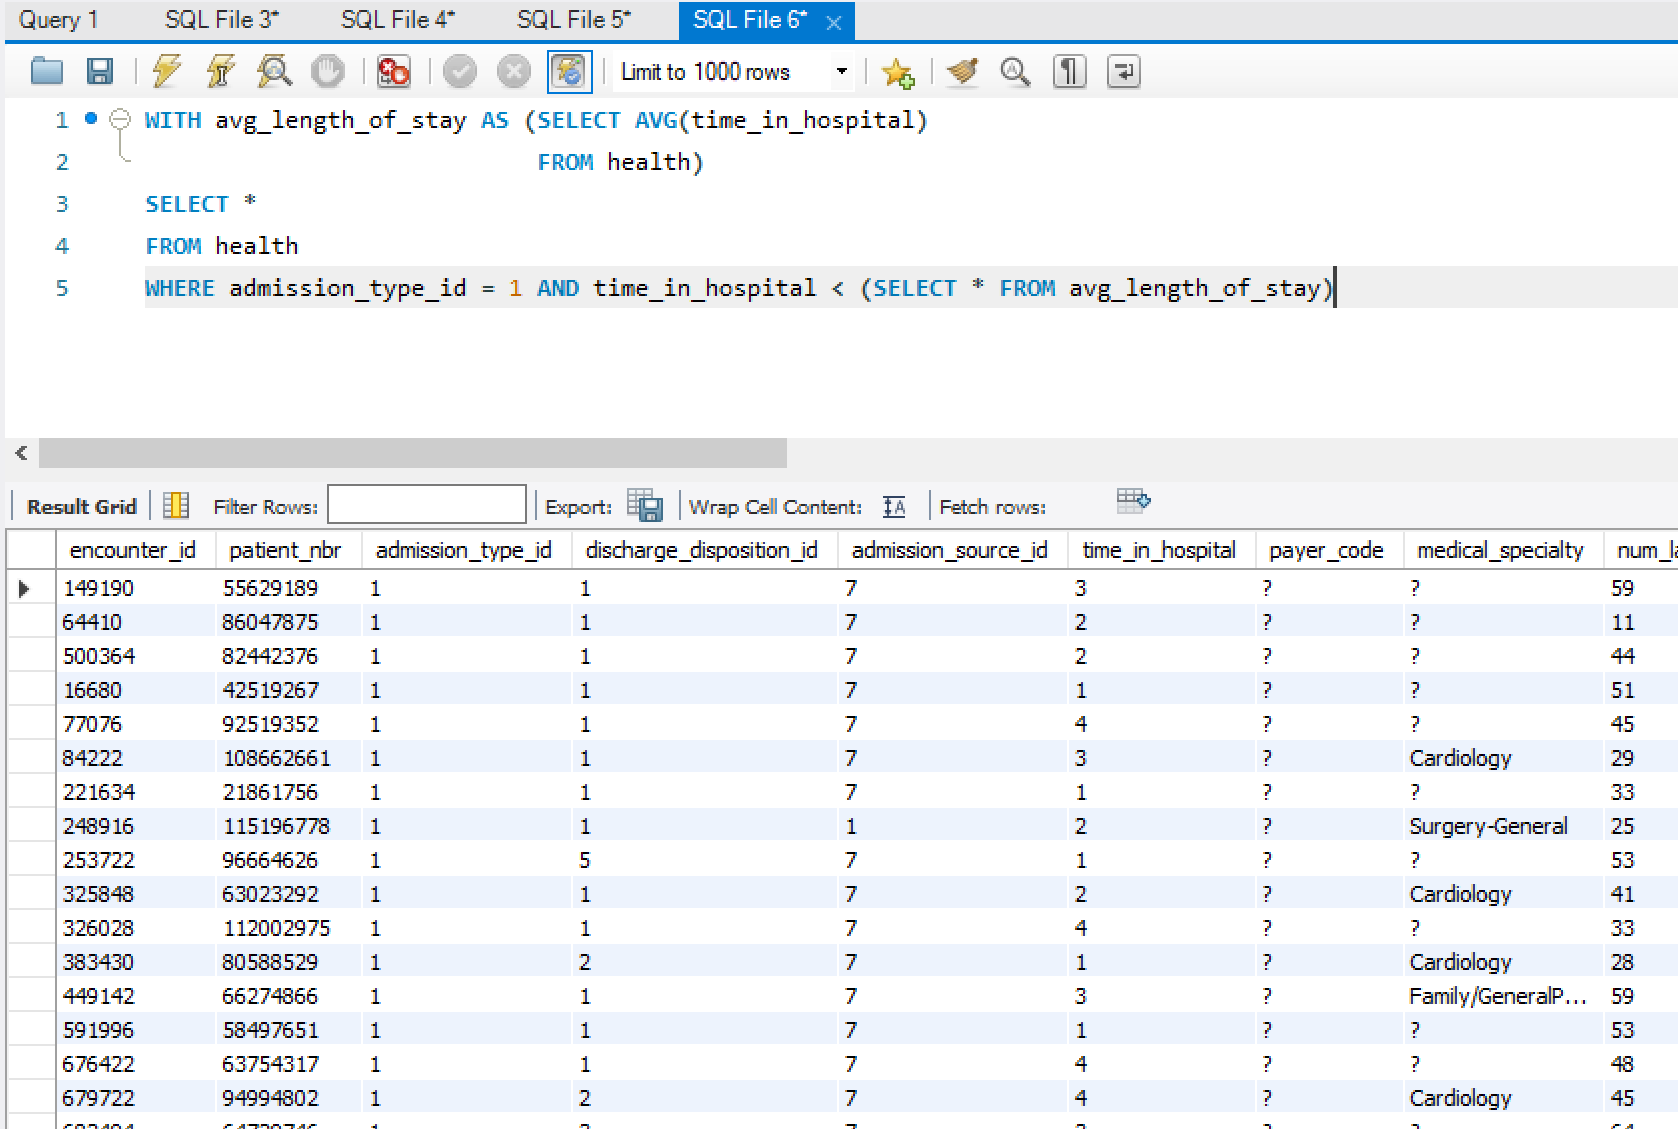 Query 1 SQL File 3* SQL File 4* SQL File 5* SQL File 6*
Limit to 1000 rows
1 WITH avg_length_of_stay AS (SELECT AVG(time_in_hospital)
2 FROM health)
3 SELECT *
4 FROM health
5 WHERE admission_type_id = 1 AND time_in_hospital < (SELECT * FROM avg_length_of_stay)
Result Grid Filter Rows: Export: Wrap Cell Content: Fetch rows:
encounter_id patient_nbr admission_type_id discharge_disposition_id admission_source_id time_in_hospital payer_code medical_specialty
149190 55629189 1 1 7 3 ? ? 59
64410 86047875 1 1 7 2 ? ? 11
500364 82442376 1 1 7 2 ? ? 44
16680 42519267 1 1 7 1 ? ? 51
77076 92519352 1 1 7 4 ? ? 45
84222 108662661 1 1 7 3 ? Cardiology 29
221634 21861756 1 1 7 1 ? ? 33
248916 115196778 1 1 1 2 ? Surgery-General 25
253722 96664626 1 5 7 1 ? ? 53
325848 63023292 1 1 7 2 ? Cardiology 41
326028 112002975 1 1 7 4 ? ? 33
383430 80588529 1 2 7 1 ? Cardiology 28
449142 66274866 1 1 7 3 ? Family/GeneralP... 59
591996 58497651 1 1 7 1 ? ? 53
676422 63754317 1 1 7 4 ? ? 48
679722 94994802 1 2 7 4 ? Cardiology 45